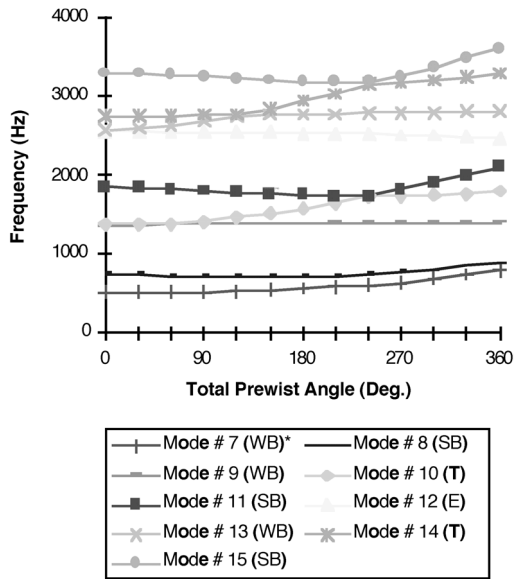 4000
3000
2000
1000
0
Frequency (Hz)
0 90 180 270 360
Total Prewist Angle (Deg.)
Mode # 7 (WB)* Mode # 8 (SB)
Mode # 9 (WB) Mode # 10 (T)
Mode # 11 (SB) Mode # 12 (E)
Mode # 13 (WB) Mode # 14 (T)
Mode # 15 (SB)